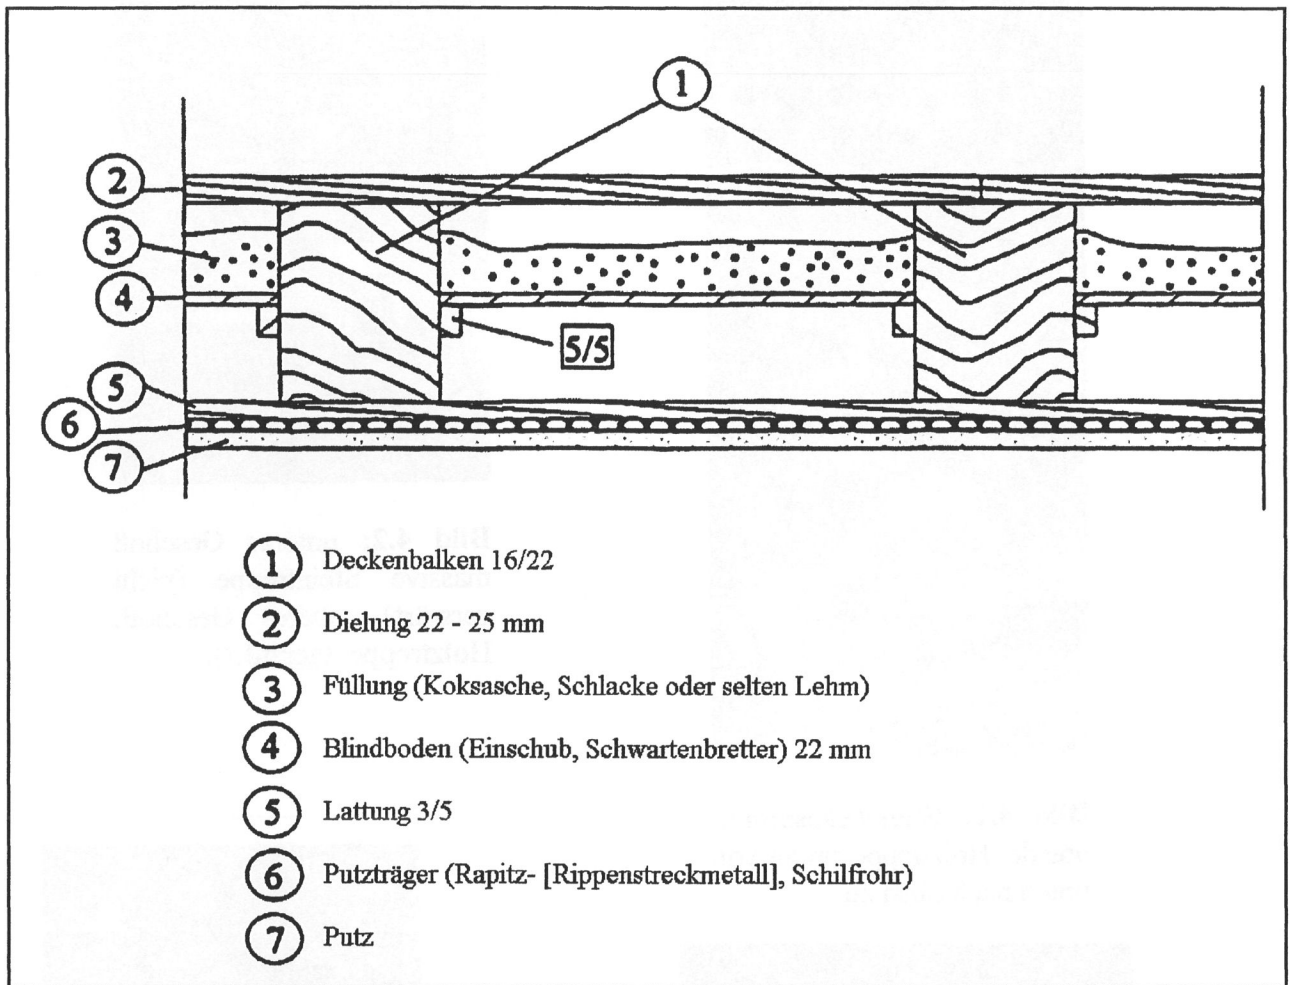 1
2
3
4
5/5
5
6
7
1 Deckenbalken 16/22
2 Dielung 22 - 25 mm
3 Füllung (Koksasche, Schlacke oder selten Lehm)
4 Blindboden (Einschub, Schwartenbretter) 22 mm
5 Lattung 3/5
6 Putzträger (Rapitz- [Rippenstreckmetall], Schilfrohr)
7 Putz